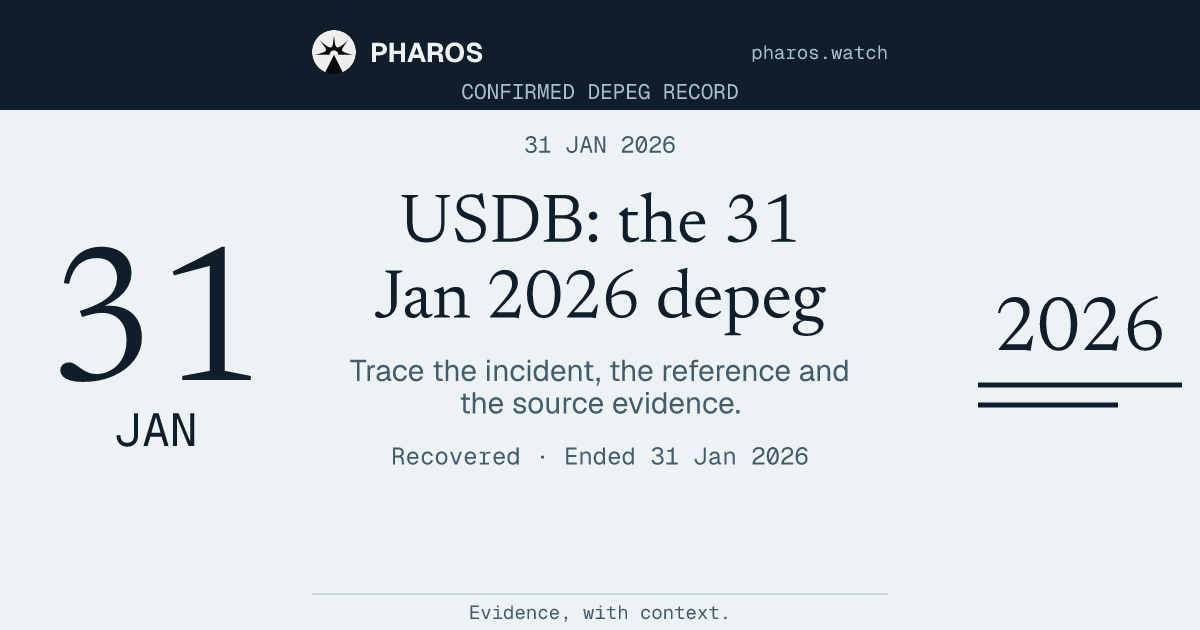 PHAROS
pharos.watch
CONFIRMED DEPEG RECORD
31 JAN 2026
USDB: the 31
Jan 2026 depeg
Trace the incident, the reference and
the source evidence.
Recovered · Ended 31 Jan 2026
31
JAN
2026
Evidence, with context.